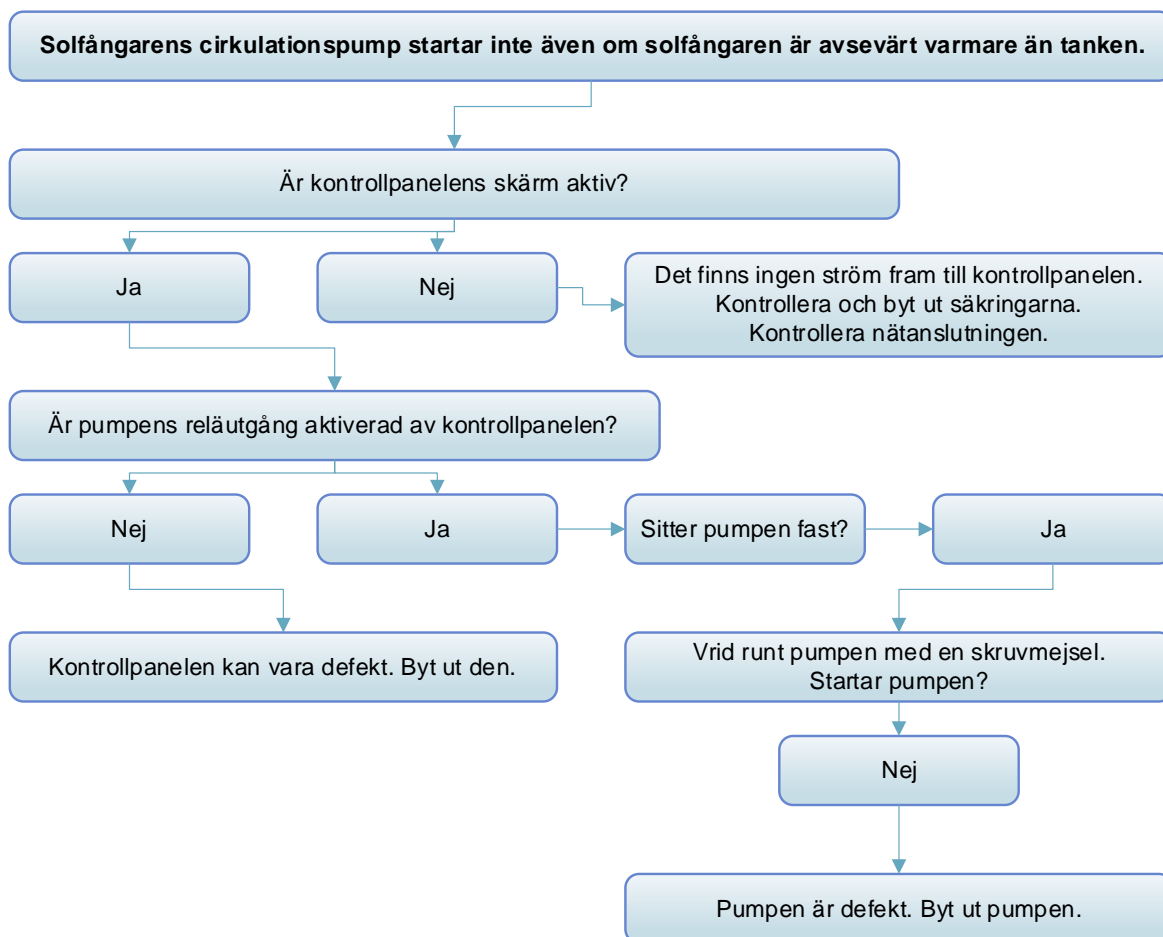 Solfångarens cirkulationspump startar inte även om solfångaren är avsevärt varmare än tanken.
Är kontrollpanelens skärm aktiv?
Ja
Nej
Det finns ingen ström fram till kontrollpanelen.
Kontrollera och byt ut säkringarna.
Kontrollera nätanslutningen.
Är pumpens reläutgång aktiverad av kontrollpanelen?
Nej
Ja
Sitter pumpen fast?
Ja
Kontrollpanelen kan vara defekt. Byt ut den.
Vrid runt pumpen med en skruvmejsel.
Startar pumpen?
Nej
Pumpen är defekt. Byt ut pumpen.